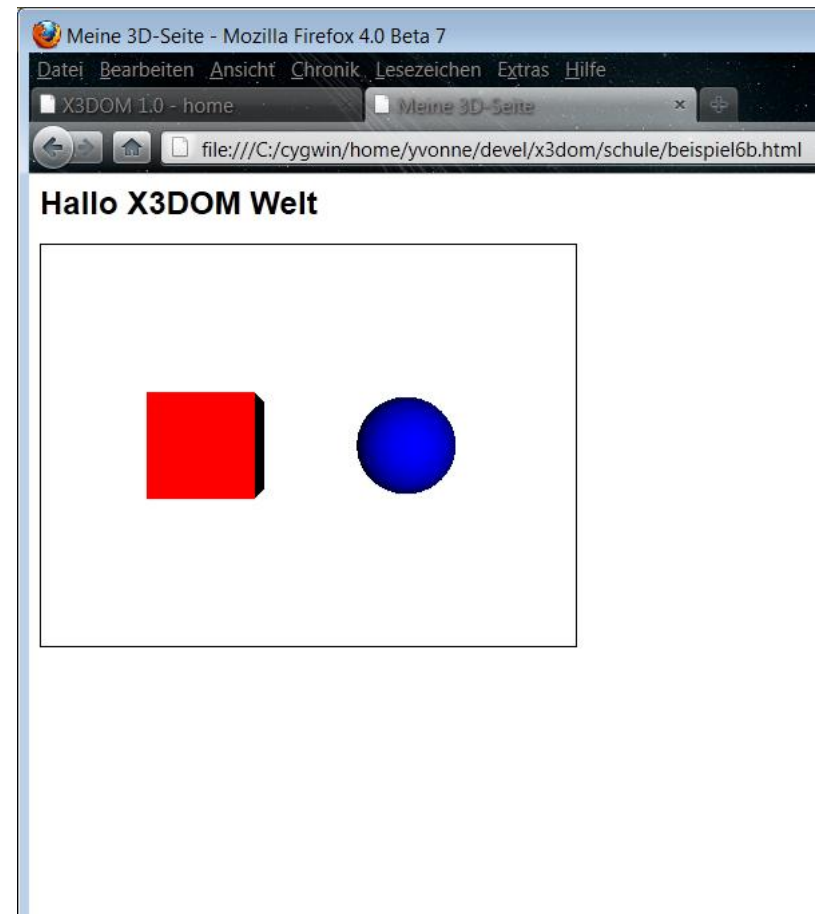 Meine 3D-Seite - Mozilla Firefox 4.0 Beta 7
Datei Bearbeiten Ansicht Chronik Lesezeichen Extras Hilfe
X3DOM 1.0 - home Meine 3D-Seite
file:///C:/cygwin/home/yvonne/devel/x3dom/schule/beispiel6b.html
Hallo X3DOM Welt